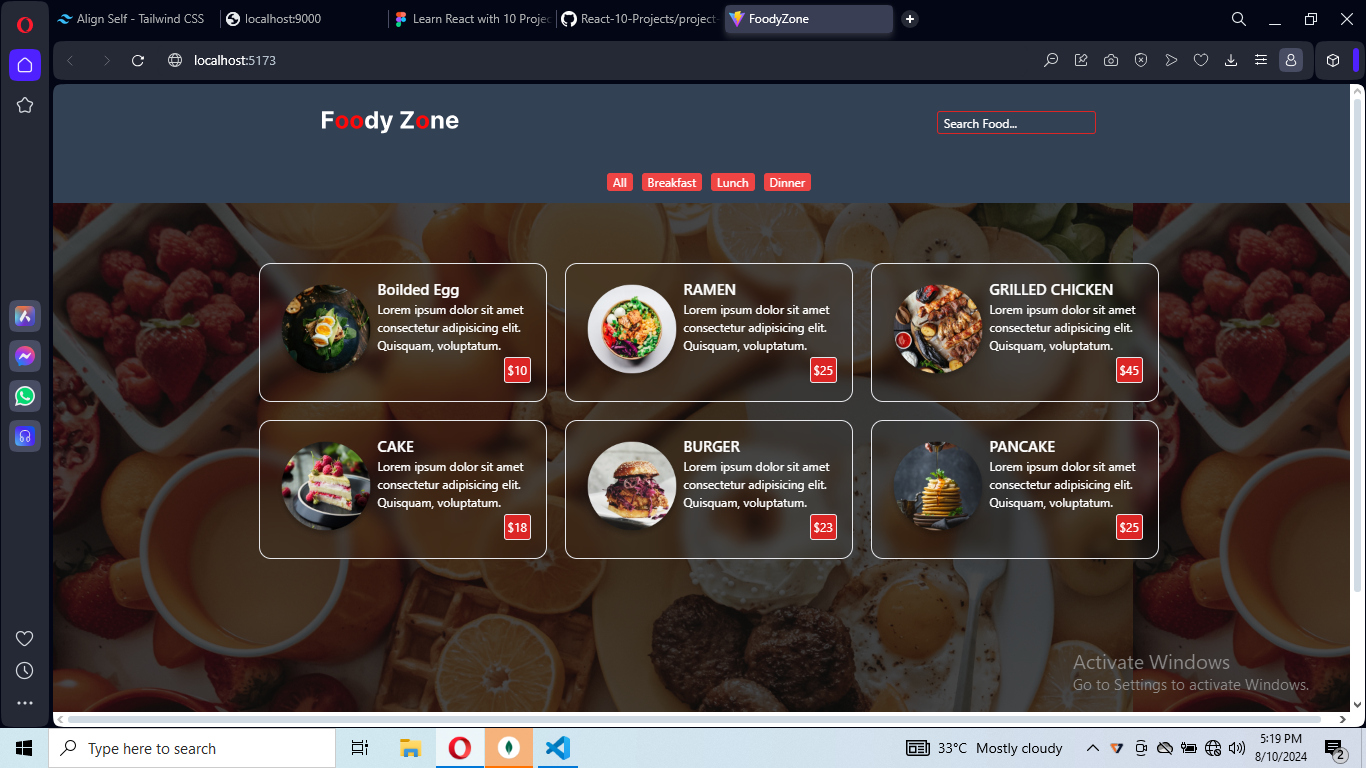 Align Self - Tailwind CSS
localhost:9000
Learn React with 10 Projec
React-10-Projects/project-
FoodyZone
localhost:5173
Foody Zone
Search Food...
All
Breakfast
Lunch
Dinner
Boilded Egg
Lorem ipsum dolor sit amet
consectetur adipisicing elit.
Quisquam, voluptatum.
$10
RAMEN
Lorem ipsum dolor sit amet
consectetur adipisicing elit.
Quisquam, voluptatum.
$25
GRILLED CHICKEN
Lorem ipsum dolor sit amet
consectetur adipisicing elit.
Quisquam, voluptatum.
$45
CAKE
Lorem ipsum dolor sit amet
consectetur adipisicing elit.
Quisquam, voluptatum.
$18
BURGER
Lorem ipsum dolor sit amet
consectetur adipisicing elit.
Quisquam, voluptatum.
$23
PANCAKE
Lorem ipsum dolor sit amet
consectetur adipisicing elit.
Quisquam, voluptatum.
$25
Activate Windows
Go to Settings to activate Windows.
Type here to search
33°C Mostly cloudy
5:19 PM
8/10/2024
2